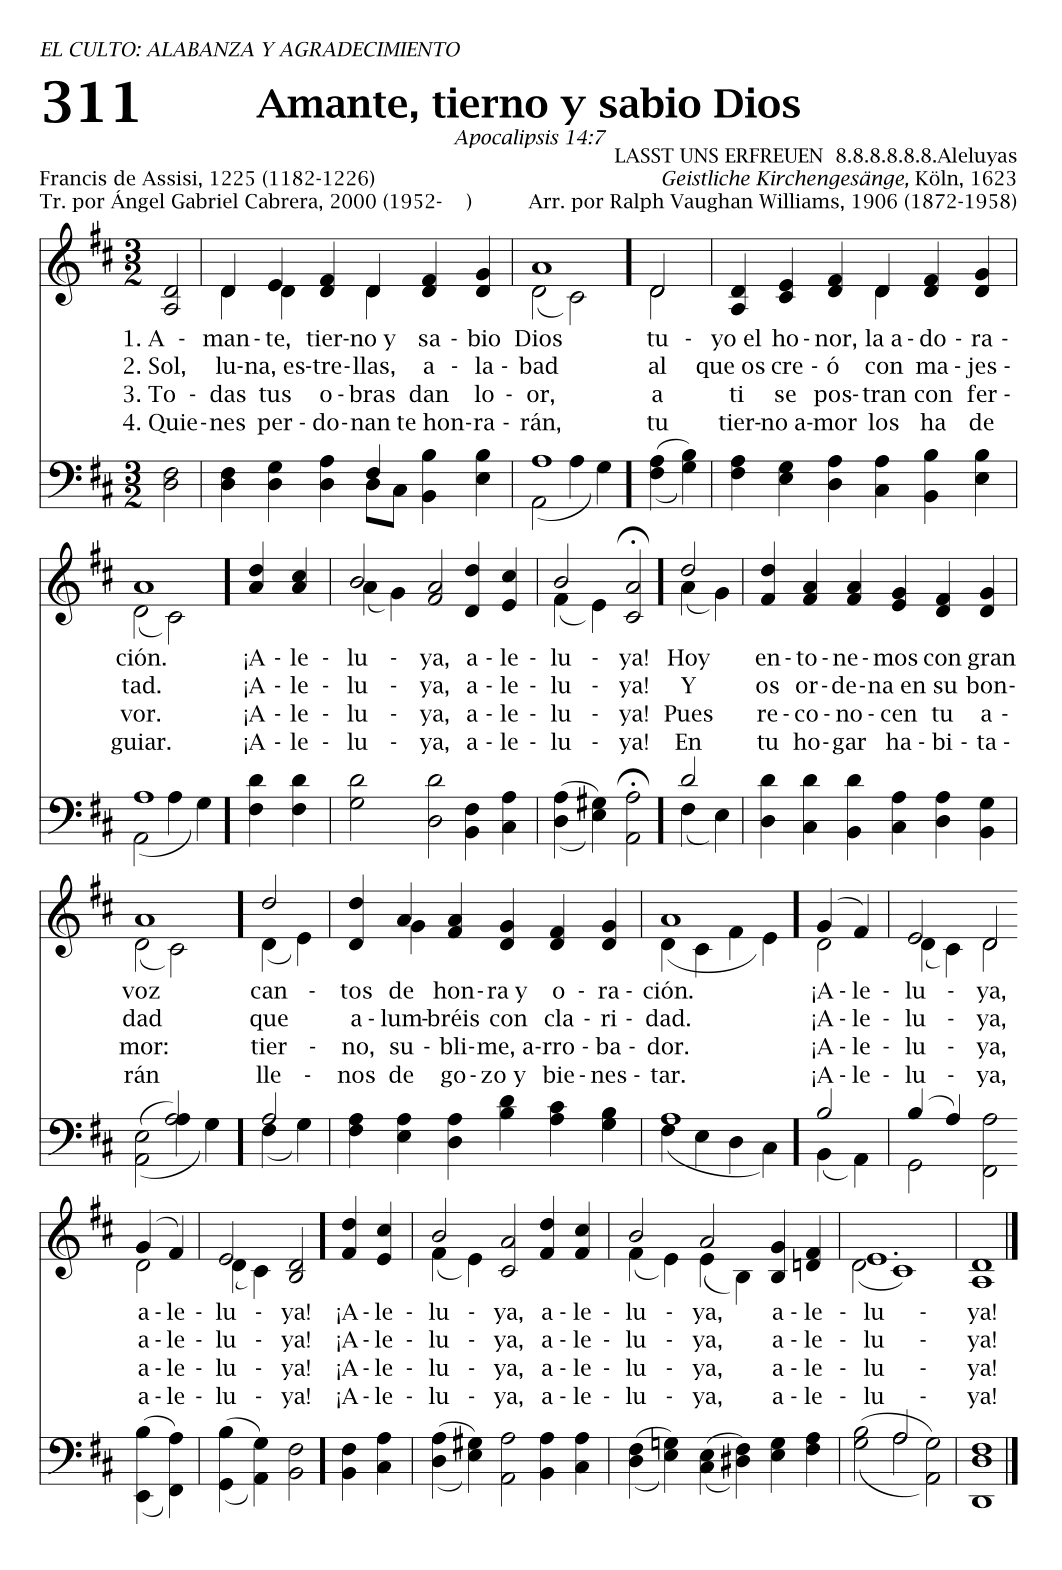 EL CULTO: ALABANZA Y AGRADECIMIENTO
311 Amante, tierno y sabio Dios
Apocalipsis 14:7
LASST UNS ERFREUEN 8.8.8.8.8.8.Aleluyas
Francis de Assisi, 1225 (1182-1226) Geistliche Kirchengesänge, Köln, 1623
Tr. por Ángel Gabriel Cabrera, 2000 (1952- ) Arr. por Ralph Vaughan Williams, 1906 (1872-1958)
3 2
1. A - man - te, tier - no y sa - bio Dios tu - yo el ho - nor, la a - do - ra -
2. Sol, lu - na, es - tre - llas, a - la - bad al que os cre - ó con ma - jes -
3. To - das tus o - bras dan lo - or, a ti se pos - tran con fer -
4. Quie - nes per - do - nan te hon - ra - rán, tu tier - no a - mor los ha de
3 2
ción. ¡A - le - lu - ya, a - le - lu - ya! Hoy en - to - ne - mos con gran
tad. ¡A - le - lu - ya, a - le - lu - ya! Y os or - de - na en su bon -
vor. ¡A - le - lu - ya, a - le - lu - ya! Pues re - co - no - cen tu a -
guiar. ¡A - le - lu - ya, a - le - lu - ya! En tu ho - gar ha - bi - ta -
voz can - tos de hon - ra y o - ra - ción. ¡A - le - lu - ya,
dad que a - lum - bréis con cla - ri - dad. ¡A - le - lu - ya,
mor: tier - no, su - bli - me, a - rro - ba - dor. ¡A - le - lu - ya,
rán lle - nos de go - zo y bie - nes - tar. ¡A - le - lu - ya,
a - le - lu - ya! ¡A - le - lu - ya, a - le - lu - ya, a - le - lu - ya!
a - le - lu - ya! ¡A - le - lu - ya, a - le - lu - ya, a - le - lu - ya!
a - le - lu - ya! ¡A - le - lu - ya, a - le - lu - ya, a - le - lu - ya!
a - le - lu - ya! ¡A - le - lu - ya, a - le - lu - ya, a - le - lu - ya!